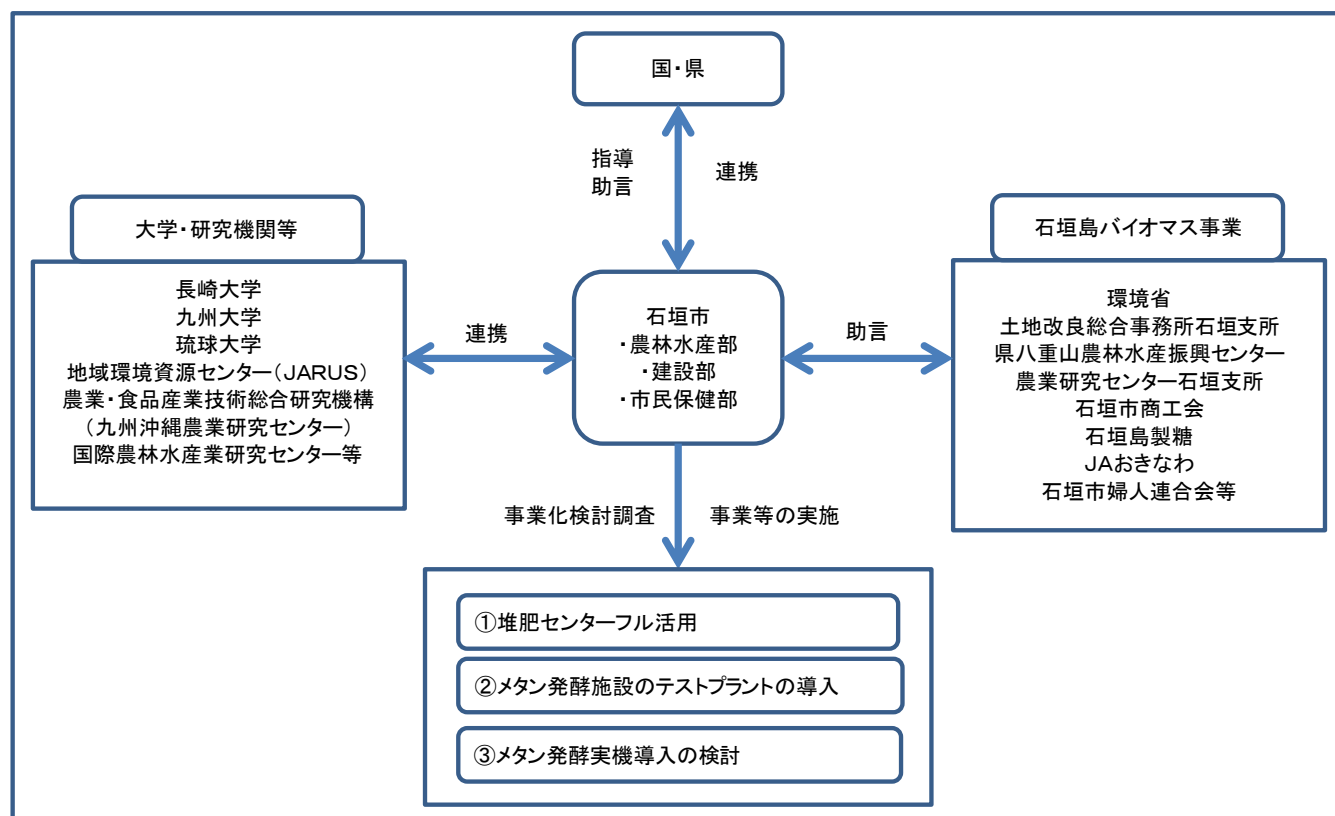 国・県
指導
助言
連携
大学・研究機関等
長崎大学
九州大学
琉球大学
地域環境資源センター（JARUS）
農業・食品産業技術総合研究機構
（九州沖縄農業研究センター）
国際農林水産業研究センター等
連携
石垣市
・農林水産部
・建設部
・市民保健部
助言
石垣島バイオマス事業
環境省
土地改良総合事務所石垣支所
県八重山農林水産振興センター
農業研究センター石垣支所
石垣市商工会
石垣島製糖
JAおきなわ
石垣市婦人連合会等
事業化検討調査
事業等の実施
①堆肥センターフル活用
②メタン発酵施設のテストプラントの導入
③メタン発酵実機導入の検討